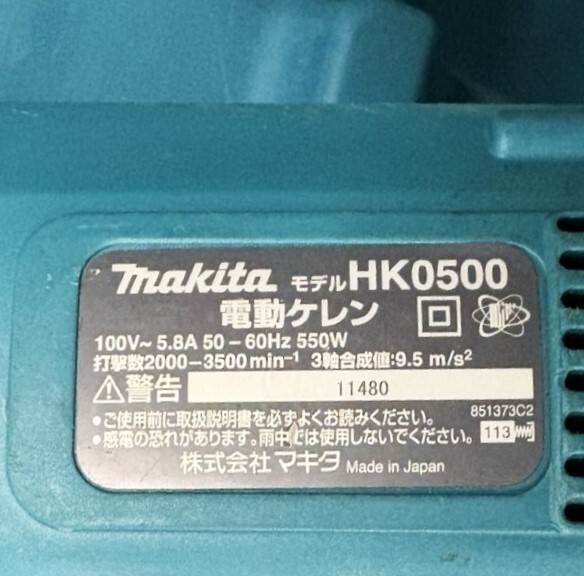 makita モデル HK0500
電動ケレン
100V~ 5.8A 50-60Hz 550W
打撃数2000-3500min⁻¹ 3軸合成値:9.5 m/s²
警告 11480
•ご使用前に取扱説明書を必ずよくお読みください。 851373C2
•感電の恐れがあります。雨中では使用しないでください。 113
株式会社 マキタ Made in Japan